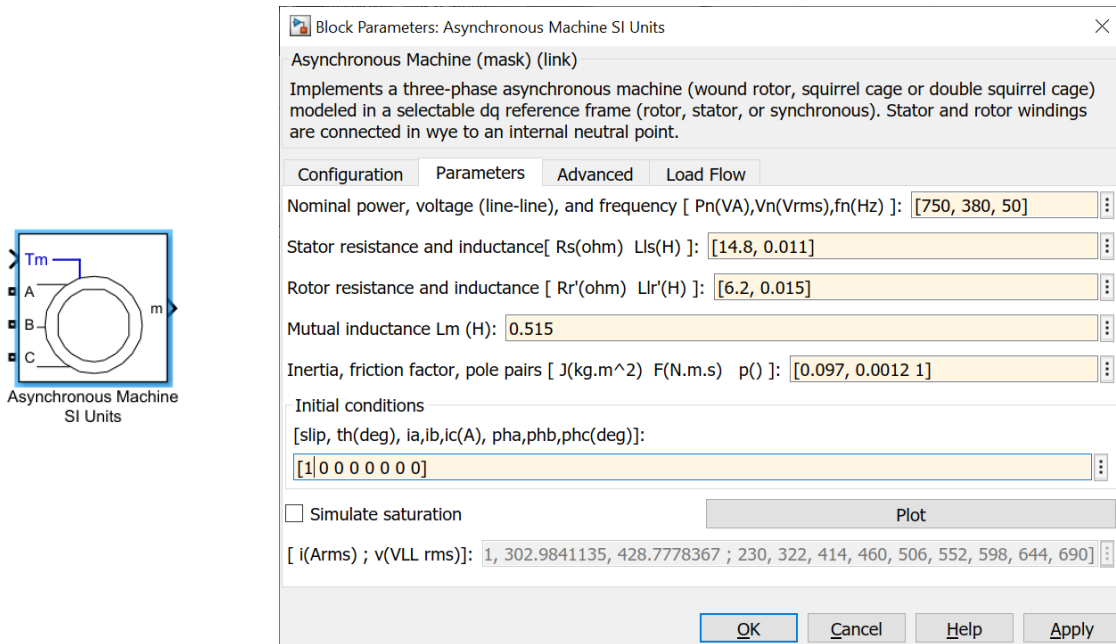 Block Parameters: Asynchronous Machine SI Units
Asynchronous Machine (mask) (link)
Implements a three-phase asynchronous machine (wound rotor, squirrel cage or double squirrel cage)
modeled in a selectable dq reference frame (rotor, stator, or synchronous). Stator and rotor windings
are connected in wye to an internal neutral point.
Configuration Parameters Advanced Load Flow
Nominal power, voltage (line-line), and frequency [ Pn(VA),Vn(Vrms),fn(Hz) ]: [750, 380, 50]
Stator resistance and inductance[ Rs(ohm) Lls(H) ]: [14.8, 0.011]
Rotor resistance and inductance [ Rr'(ohm) Llr'(H) ]: [6.2, 0.015]
Mutual inductance Lm (H): 0.515
Inertia, friction factor, pole pairs [ J(kg.m^2) F(N.m.s) p() ]: [0.097, 0.0012 1]
Initial conditions
[slip, th(deg), ia,ib,ic(A), pha,phb,phc(deg)]:
[1 0 0 0 0 0 0 0]
Simulate saturation Plot
[ i(Arms) ; v(VLL rms)]: 1, 302.9841135, 428.7778367 ; 230, 322, 414, 460, 506, 552, 598, 644, 690]
OK Cancel Help Apply
Tm
A
m
B
C
Asynchronous Machine
SI Units